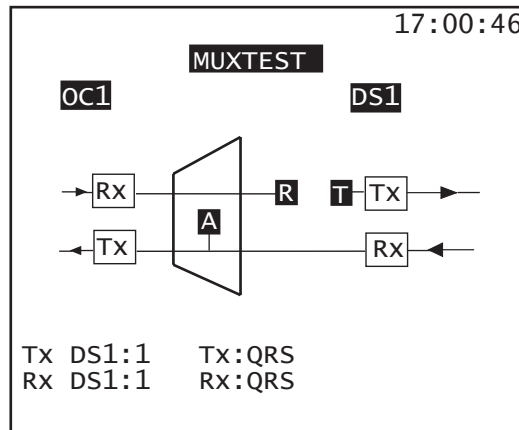 17:00:46
MUXTEST
OC1 DS1
Rx R T Tx
A
Tx Rx
Tx DS1:1 Tx:QRS
Rx DS1:1 Rx:QRS